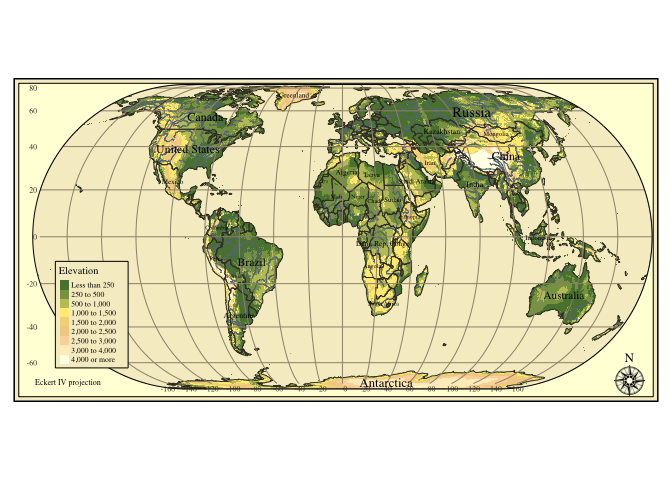 80
60
40
20
0
-20
-40
-60
Greenland
Canada
Russia
Kazakhstan
Mongolia
United States
China
Iran
Mexico
Algeria
Libya
Saudi Arabia
India
Mali
Niger
Chad
Sudan
Indonesia
Brazil
Peru
Angola
Australia
Argentina
Antarctica
Elevation
Less than 250
250 to 500
500 to 1,000
1,000 to 1,500
1,500 to 2,000
2,000 to 2,500
2,500 to 3,000
3,000 to 4,000
4,000 or more
Eckert IV projection
N
-160 -140 -120 -100 -80 -60 -40 -20 0 20 40 60 80 100 120 140 160